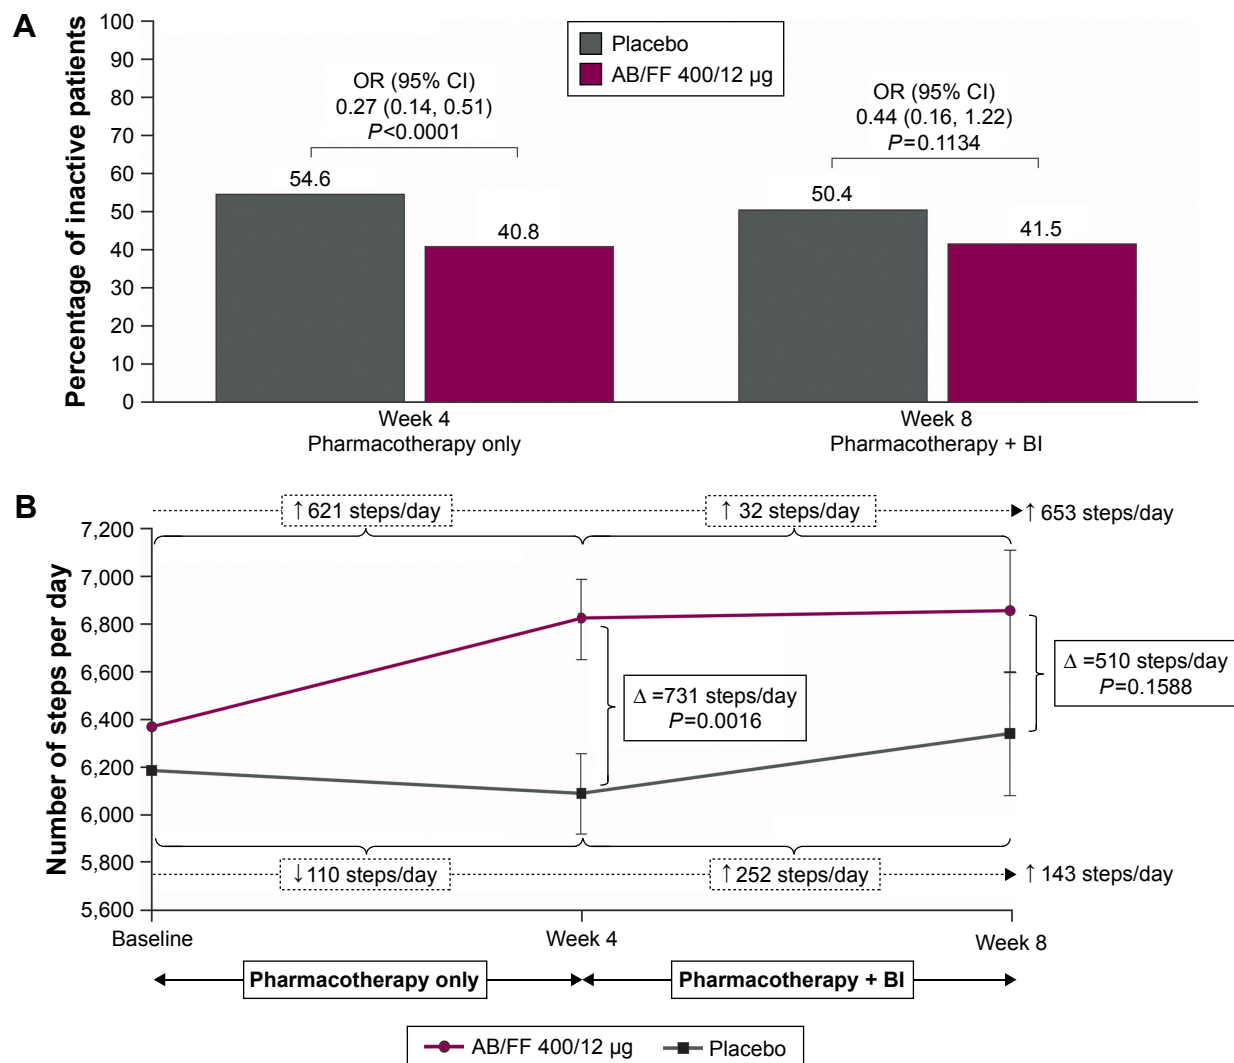 A
100
90
80
70
60
50
40
30
20
10
0
Percentage of inactive patients
Placebo
AB/FF 400/12 µg
OR (95% CI)
0.27 (0.14, 0.51)
P<0.0001
54.6
40.8
OR (95% CI)
0.44 (0.16, 1.22)
P=0.1134
50.4
41.5
Week 4
Pharmacotherapy only
Week 8
Pharmacotherapy + BI
B
↑ 621 steps/day
↑ 32 steps/day
↑ 653 steps/day
7,200
7,000
6,800
6,600
6,400
6,200
6,000
5,800
5,600
Number of steps per day
Δ =731 steps/day
P=0.0016
Δ =510 steps/day
P=0.1588
↓110 steps/day
↑252 steps/day
↑ 143 steps/day
Baseline
Week 4
Week 8
Pharmacotherapy only
Pharmacotherapy + BI
AB/FF 400/12 µg
Placebo